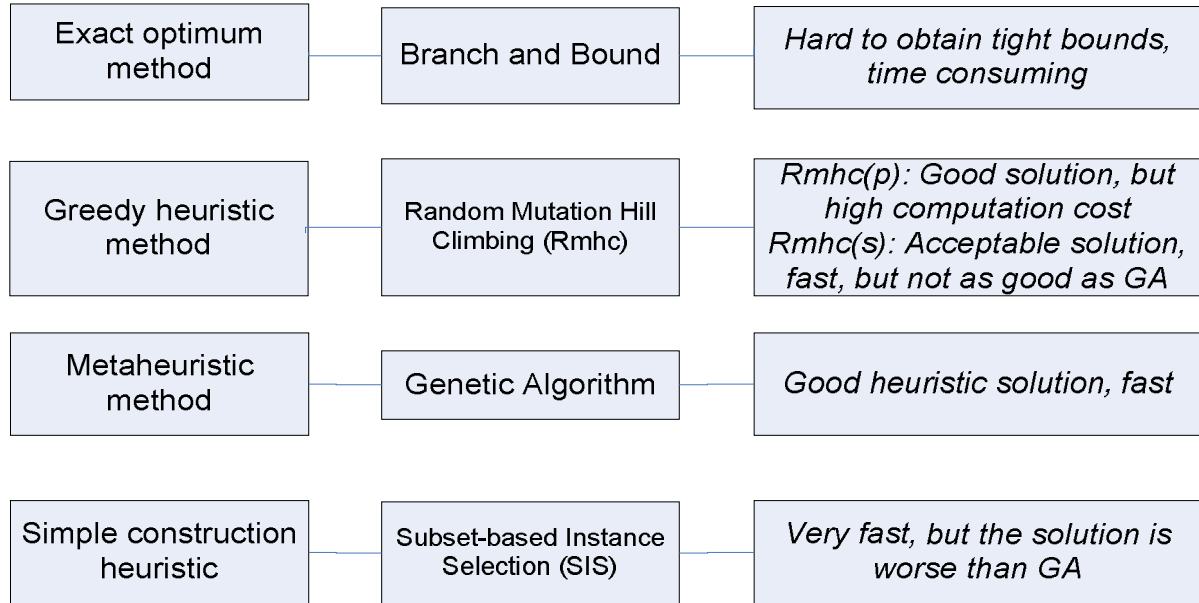 Exact optimum
method
Branch and Bound
Hard to obtain tight bounds,
time consuming
Greedy heuristic
method
Random Mutation Hill
Climbing (Rmhc)
Rmhc(p): Good solution, but
high computation cost
Rmhc(s): Acceptable solution,
fast, but not as good as GA
Metaheuristic
method
Genetic Algorithm
Good heuristic solution, fast
Simple construction
heuristic
Subset-based Instance
Selection (SIS)
Very fast, but the solution is
worse than GA